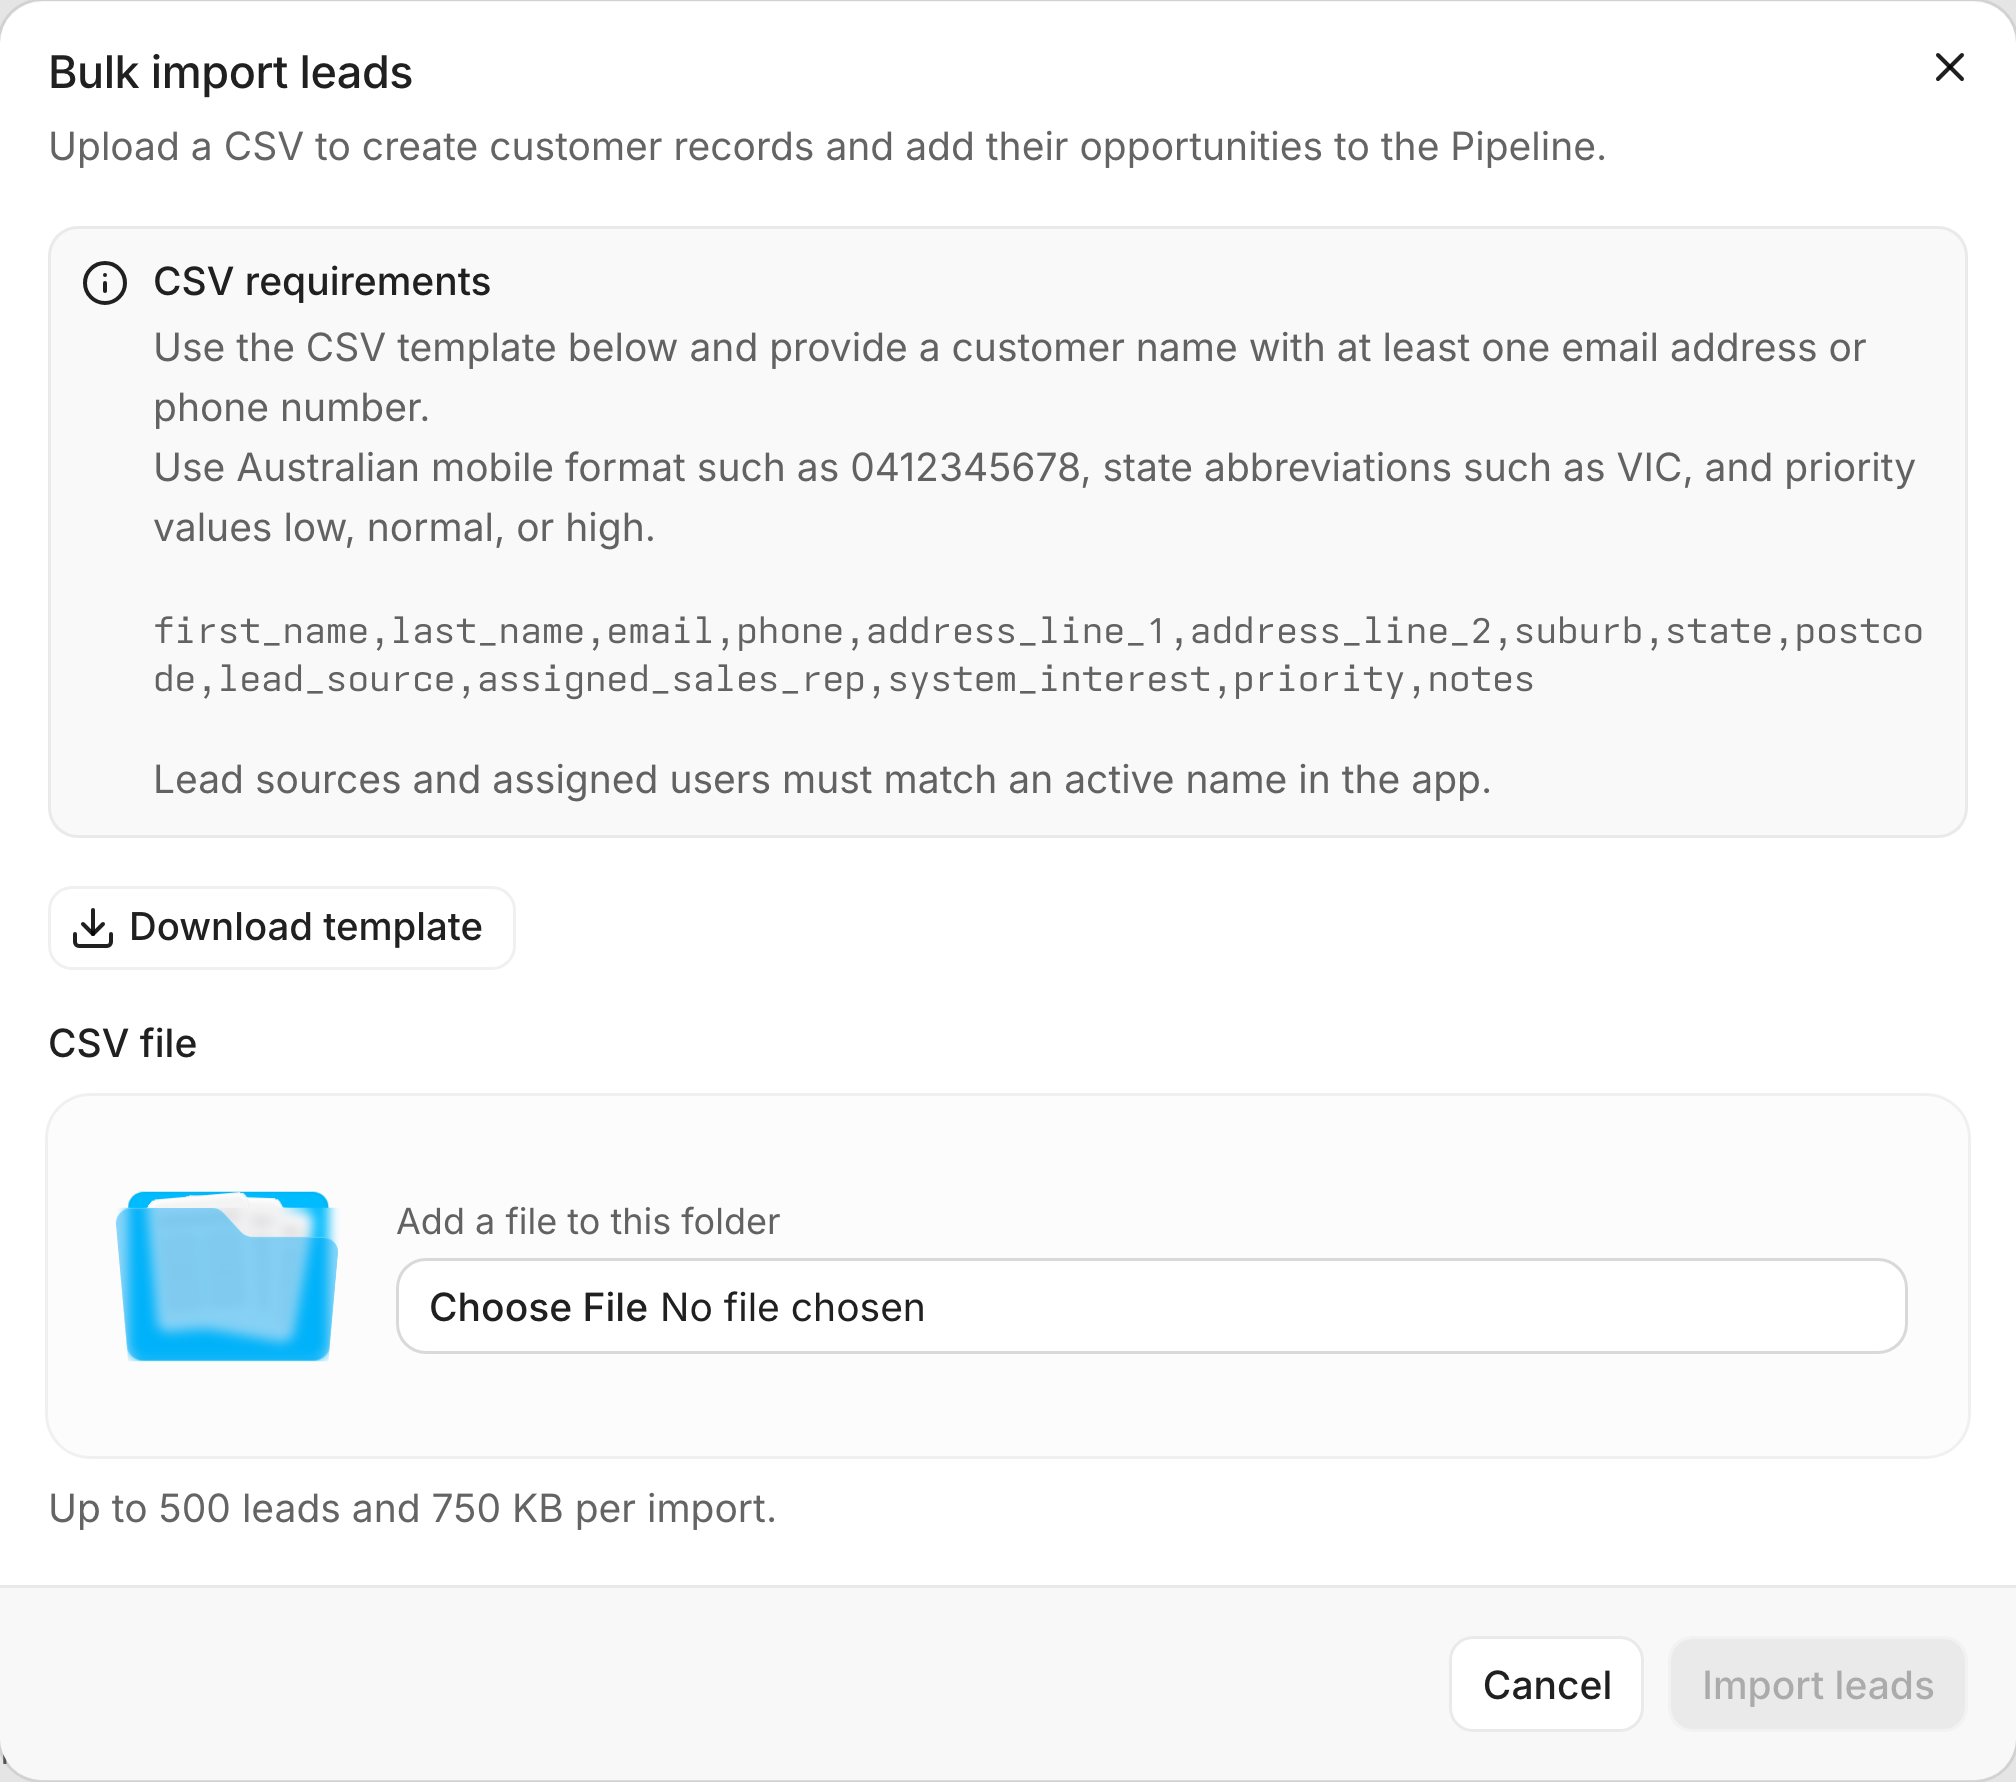 Bulk import leads
Upload a CSV to create customer records and add their opportunities to the Pipeline.
CSV requirements
Use the CSV template below and provide a customer name with at least one email address or
phone number.
Use Australian mobile format such as 0412345678, state abbreviations such as VIC, and priority
values low, normal, or high.
first_name,last_name,email,phone,address_line_1,address_line_2,suburb,state,postco
de,lead_source,assigned_sales_rep,system_interest,priority,notes
Lead sources and assigned users must match an active name in the app.
Download template
CSV file
Add a file to this folder
Choose File No file chosen
Up to 500 leads and 750 KB per import.
Cancel
Import leads